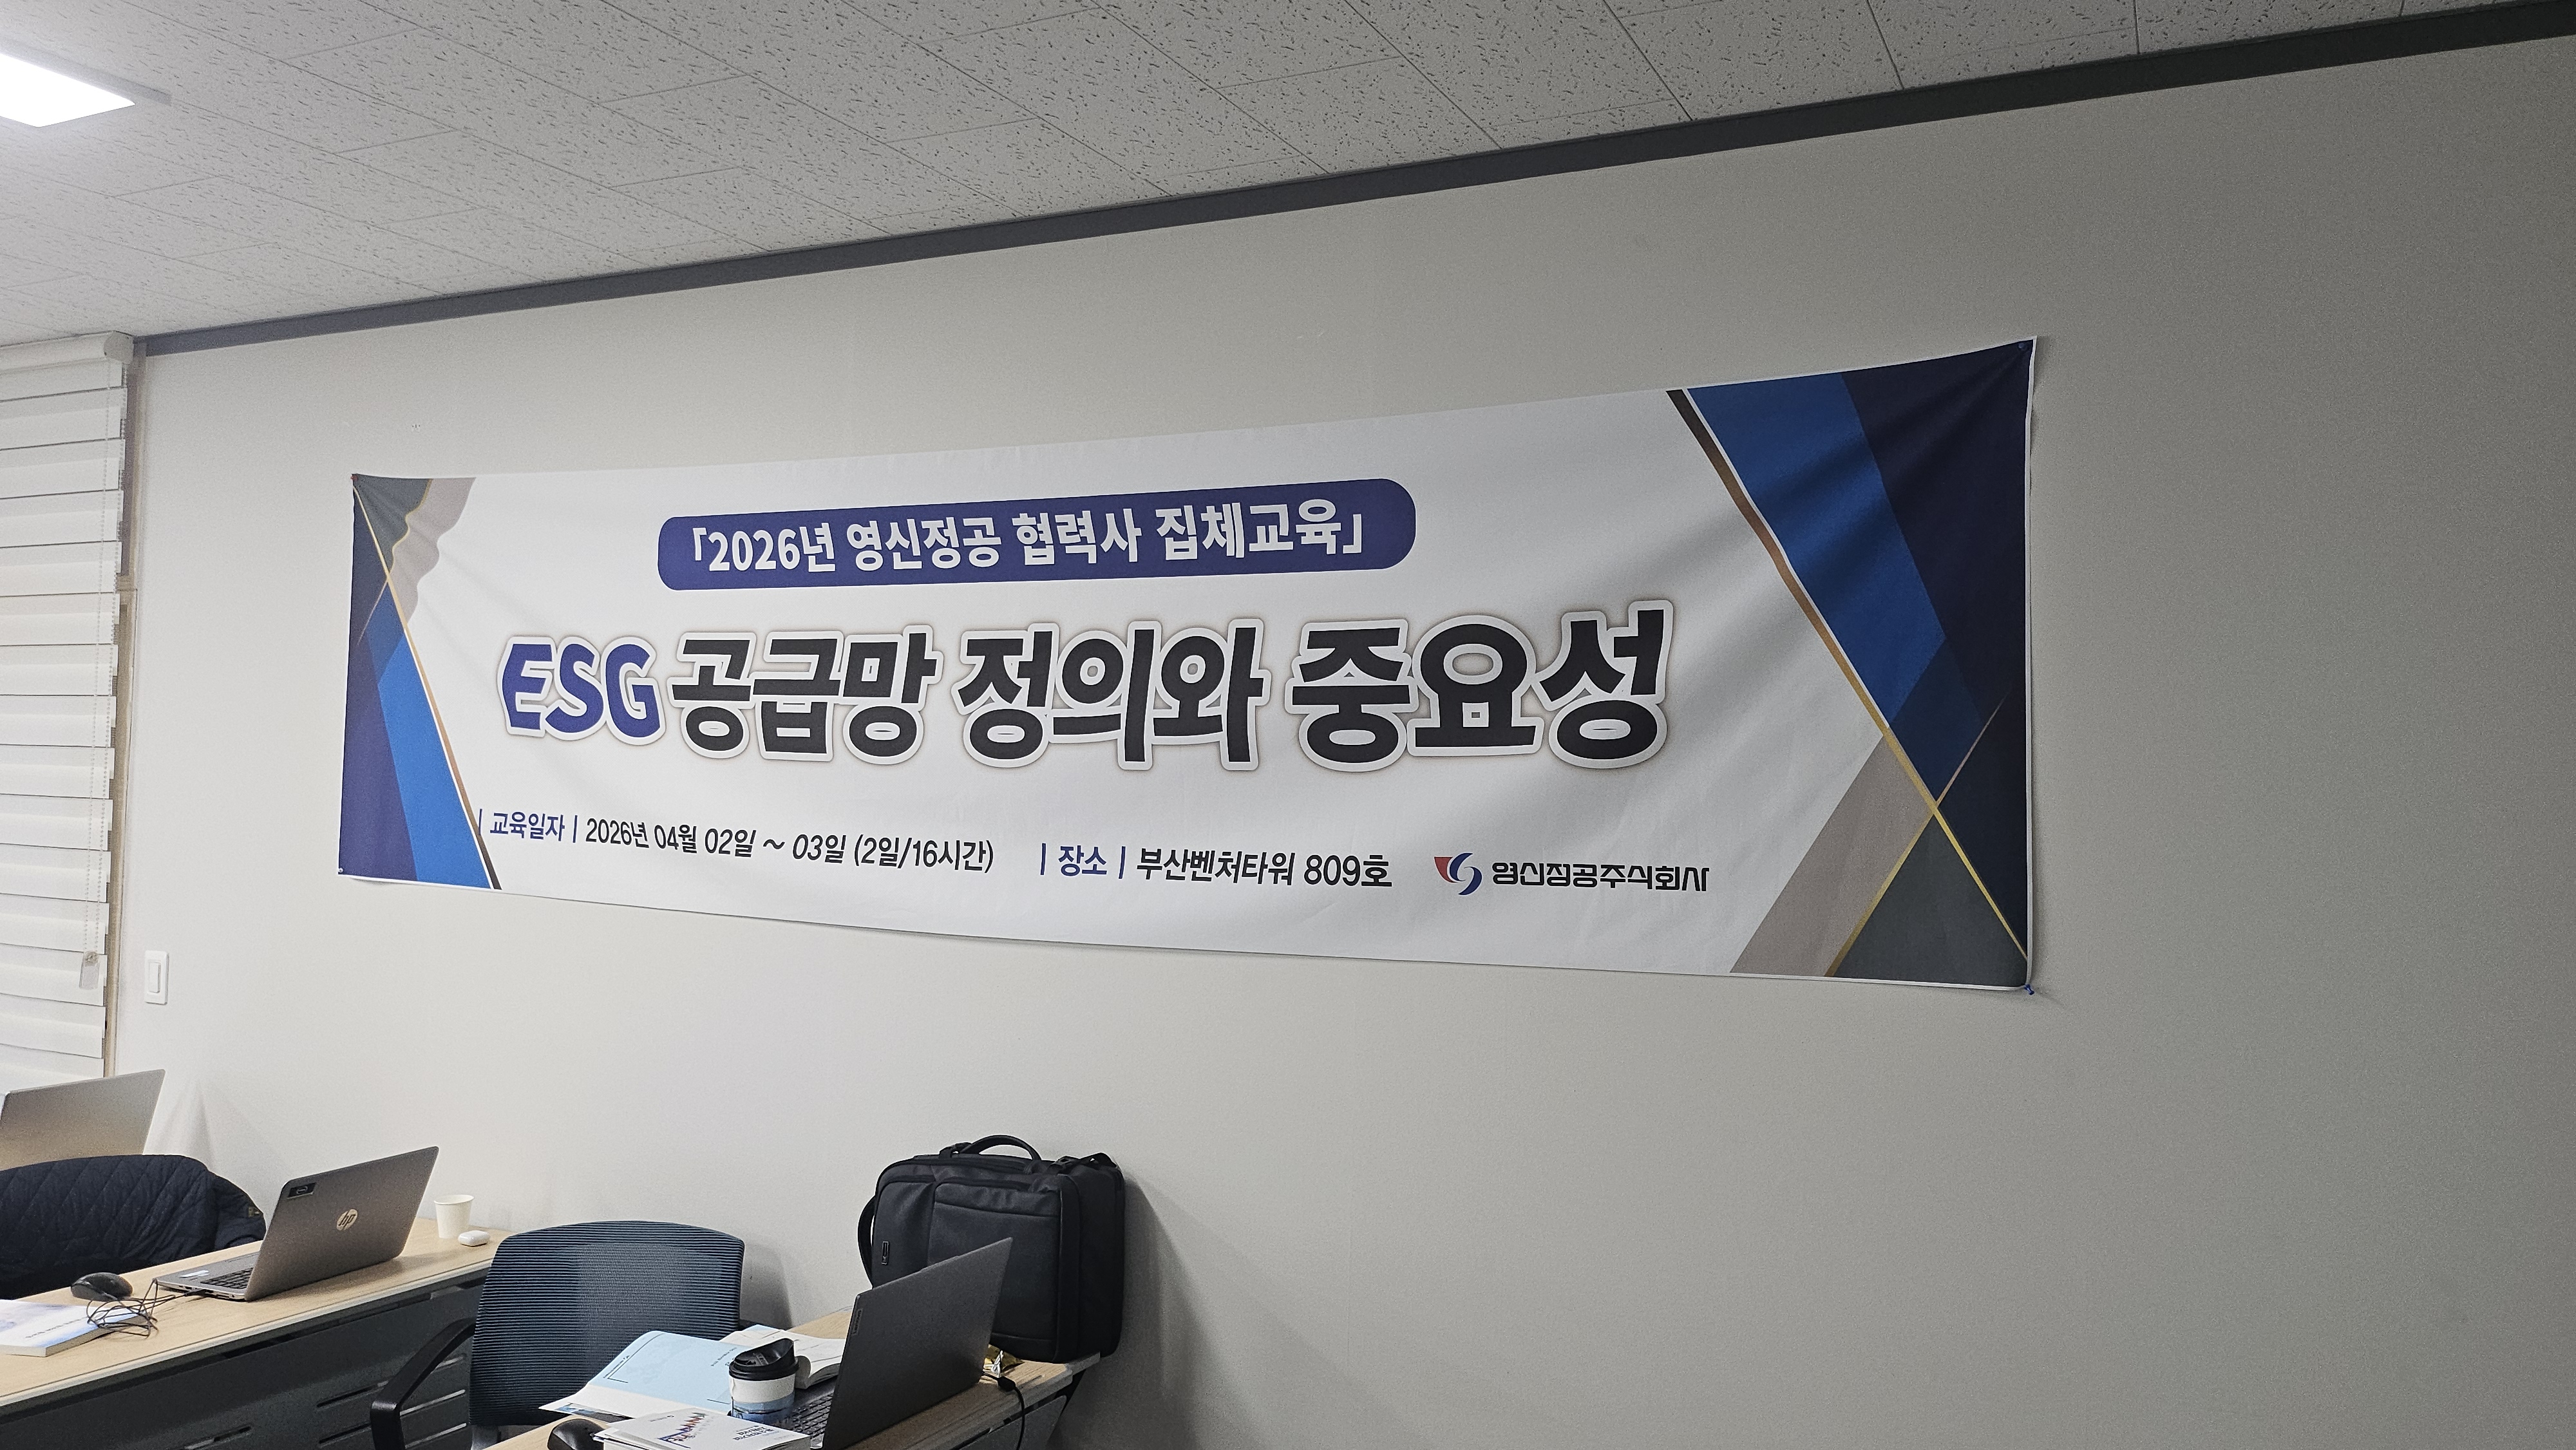 「2026년 영신정공 협력사 집체교육」
ESG 공급망 정의와 중요성
| 교육일자 | 2026년 04월 02일 ~ 03일 (2일/16시간) | 장소 | 부산벤처타워 809호 영신정공주식회사
hp